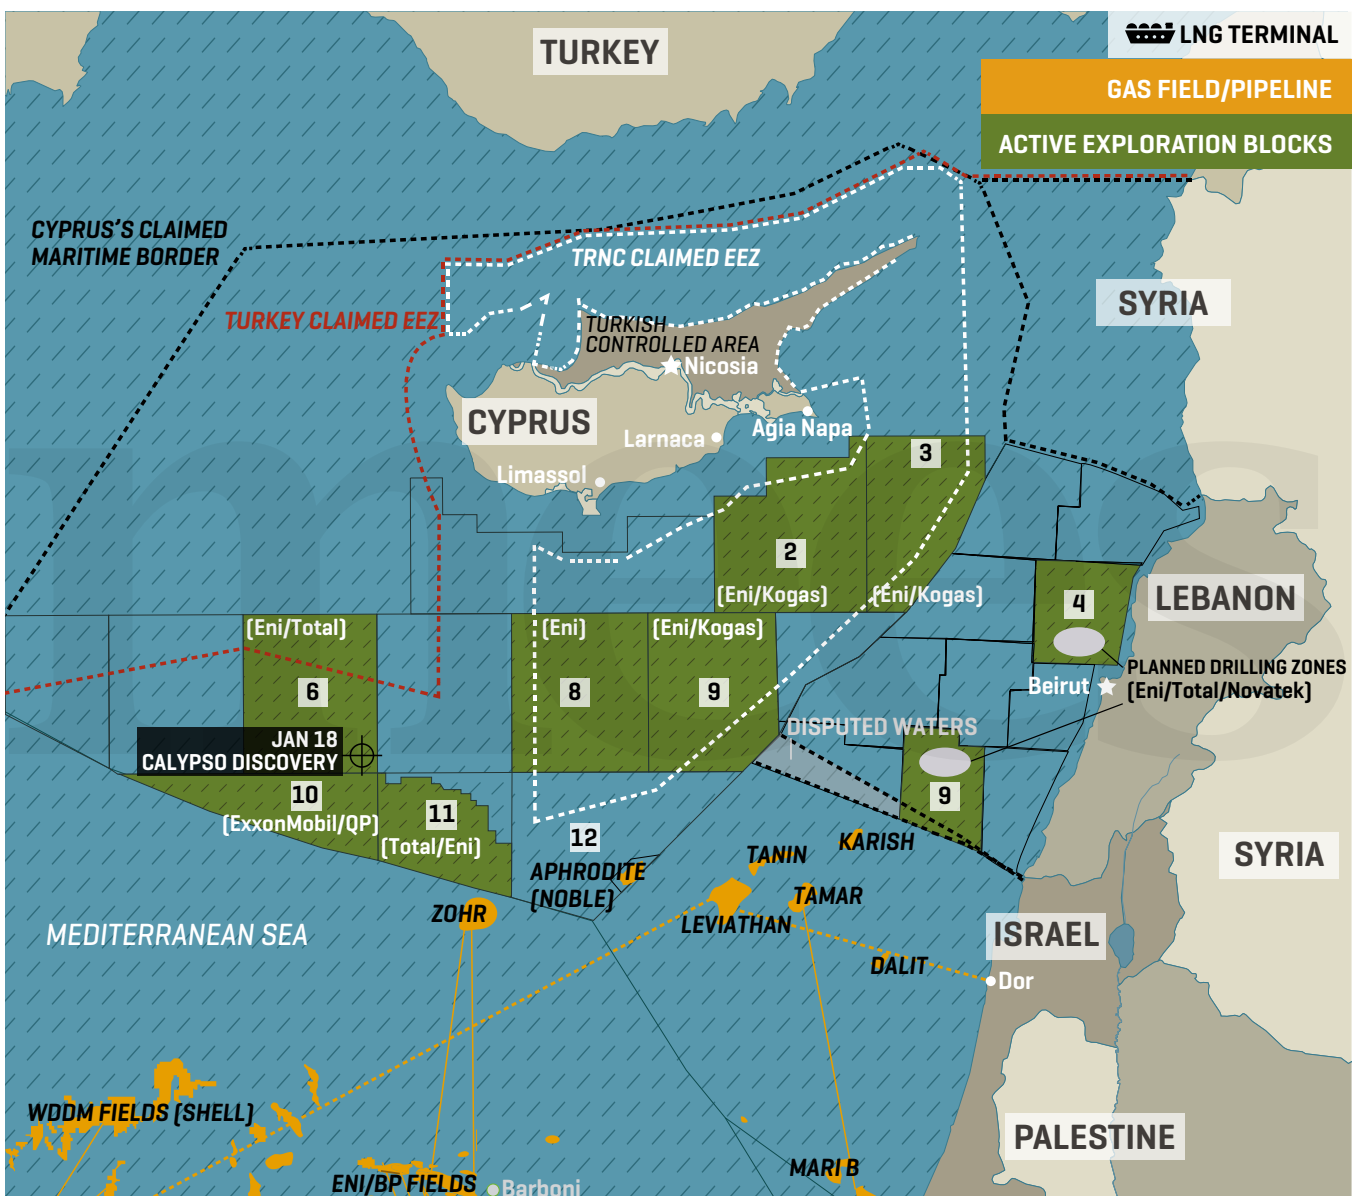 TURKEY
LNG TERMINAL
GAS FIELD/PIPELINE
ACTIVE EXPLORATION BLOCKS
CYPRUS'S CLAIMED
MARITIME BORDER
TRNC CLAIMED EEZ
TURKEY CLAIMED EEZ
SYRIA
TURKISH
CONTROLLED AREA
Nicosia
CYPRUS
Ağia Napa
Larnaca
Limassol
3
2
(Eni/Kogas)
(Eni/Kogas)
4
LEBANON
(Eni/Total)
(Eni)
(Eni/Kogas)
6
8
9
PLANNED DRILLING ZONES
(Eni/Total/Novatek)
Beirut
DISPUTED WATERS
JAN 18
CALYPSO DISCOVERY
10
(ExxonMobil/QP)
11
(Total/Eni)
9
12
APHRODITE
(NOBLE)
KARISH
TANIN
TAMAR
LEVIATHAN
SYRIA
ZOHR
MEDITERRANEAN SEA
ISRAEL
DALIT
Dor
WDDM FIELDS (SHELL)
PALESTINE
MARI B
ENI/BP FIELDS
Barboni